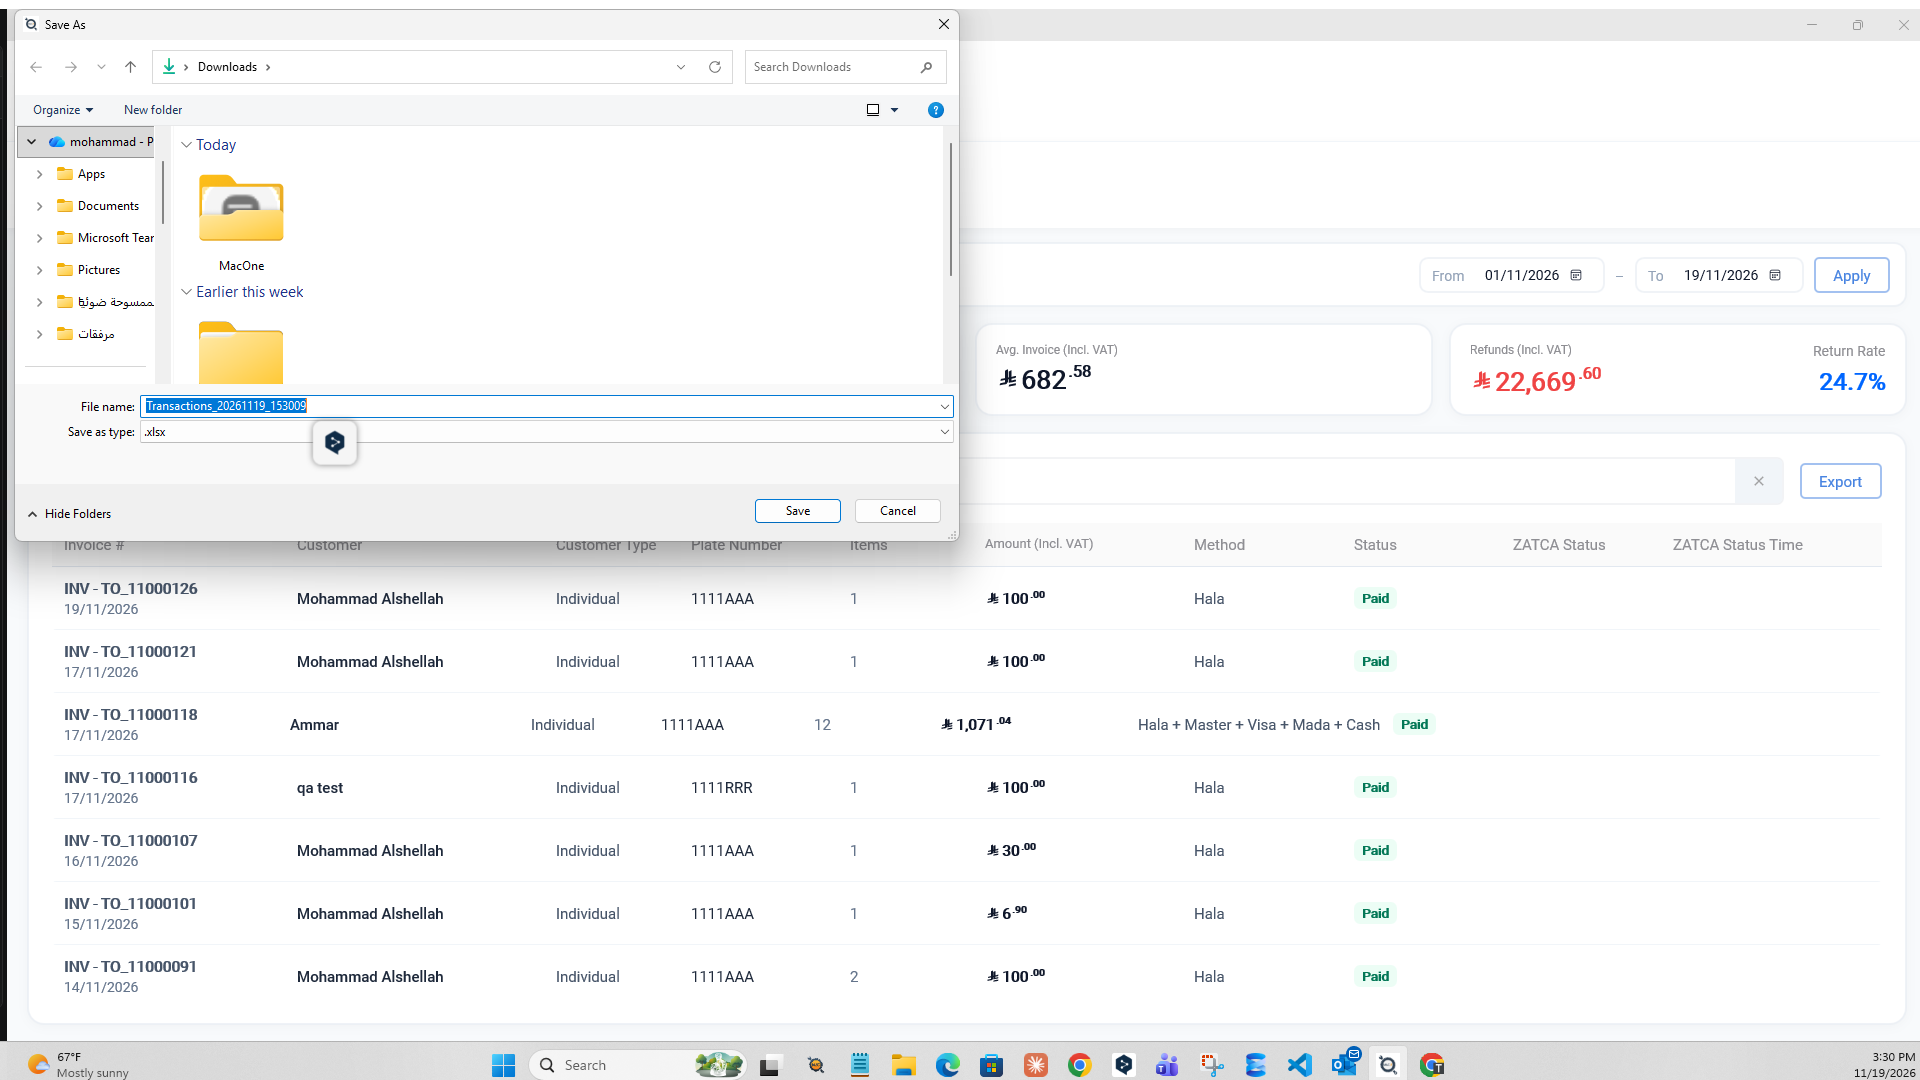 Save As
Downloads
Search Downloads
Organize
New folder
mohammad - P
Apps
Documents
Microsoft Tear
Pictures
مرفقات
Today
MacOne
Earlier this week
File name: Transactions_20261119_153009
Save as type: .xlsx
Hide Folders
Save
Cancel
From 01/11/2026 – To 19/11/2026 Apply
Avg. Invoice (Incl. VAT)
682.58
Refunds (Incl. VAT)
22,669.60
Return Rate
24.7%
Export
Invoice # Customer Customer Type Plate Number Items Amount (Incl. VAT) Method Status ZATCA Status ZATCA Status Time
INV - TO_11000126
19/11/2026
Mohammad Alshellah Individual 1111AAA 1 100.00 Hala Paid
INV - TO_11000121
17/11/2026
Mohammad Alshellah Individual 1111AAA 1 100.00 Hala Paid
INV - TO_11000118
17/11/2026
Ammar Individual 1111AAA 12 1,071.04 Hala + Master + Visa + Mada + Cash Paid
INV - TO_11000116
17/11/2026
qa test Individual 1111RRR 1 100.00 Hala Paid
INV - TO_11000107
16/11/2026
Mohammad Alshellah Individual 1111AAA 1 30.00 Hala Paid
INV - TO_11000101
15/11/2026
Mohammad Alshellah Individual 1111AAA 1 6.90 Hala Paid
INV - TO_11000091
14/11/2026
Mohammad Alshellah Individual 1111AAA 2 100.00 Hala Paid
67°F
Mostly sunny
Search
3:30 PM
11/19/2026